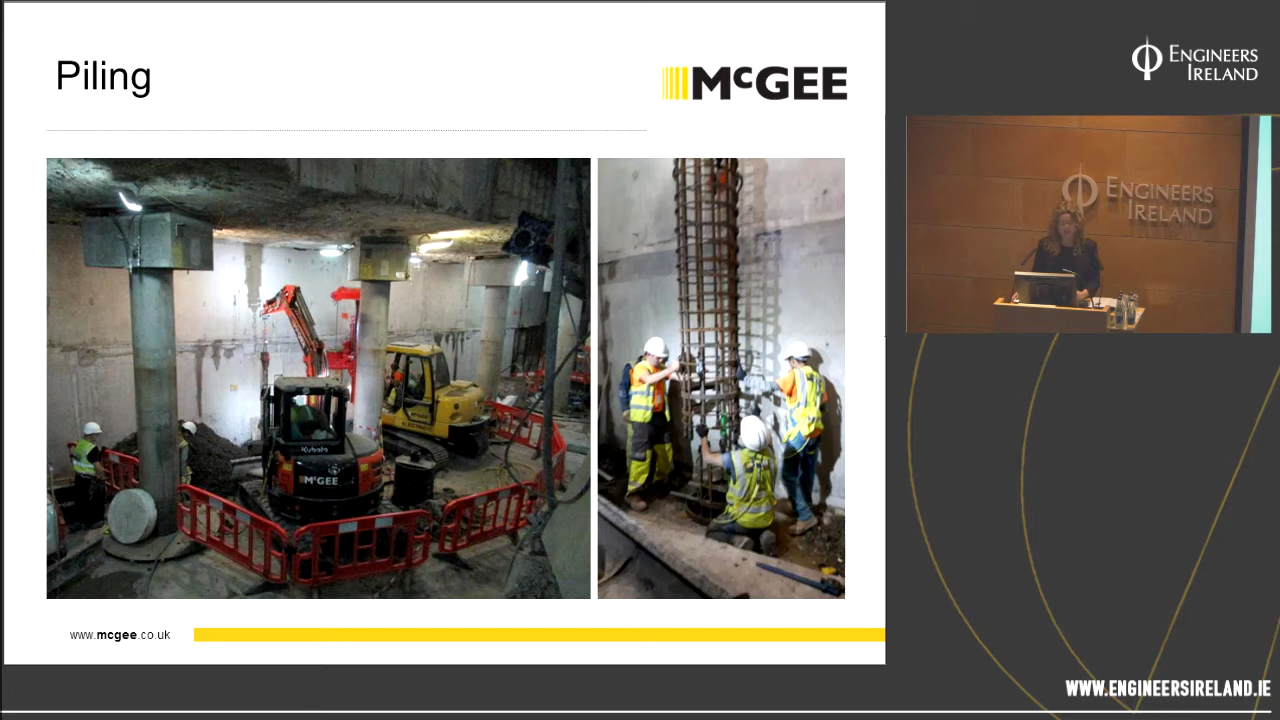 Piling
McGEE
ENGINEERS
IRELAND
ENGINEERS
IRELAND
Kubota
McGEE
www.mcgee.co.uk
WWW.ENGINEERSIRELAND.IE